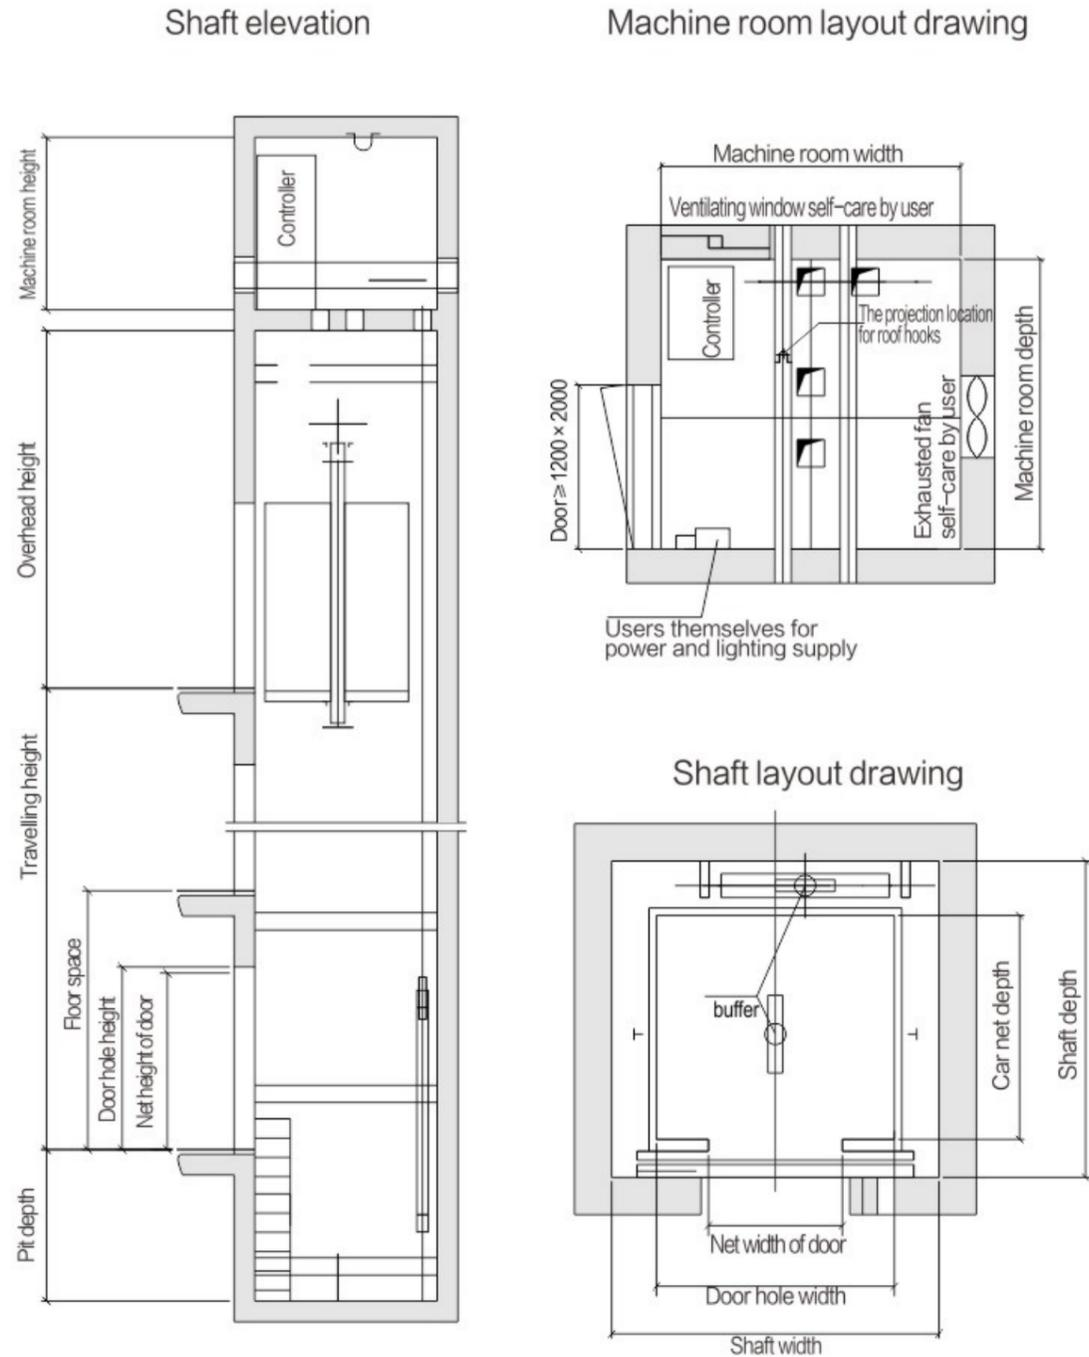 Shaft elevation
Machine room height
Controller
Overhead height
Travelling height
Floor space
Door hole height
Net height of door
Pit depth
Machine room layout drawing
Machine room width
Ventilating window self-care by user
Controller
The projection location
for roof hooks
Door ≥ 1200 × 2000
Exhausted fan
self-care by user
Machine room depth
Users themselves for
power and lighting supply
Shaft layout drawing
buffer
Car net depth
Shaft depth
Net width of door
Door hole width
Shaft width